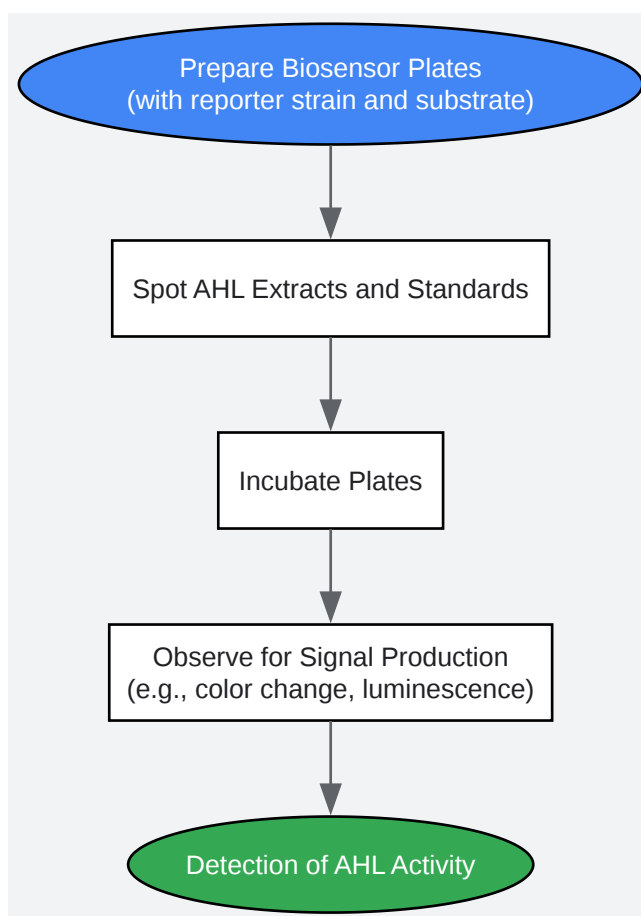 Prepare Biosensor Plates
(with reporter strain and substrate)
Spot AHL Extracts and Standards
Incubate Plates
Observe for Signal Production
(e.g., color change, luminescence)
Detection of AHL Activity